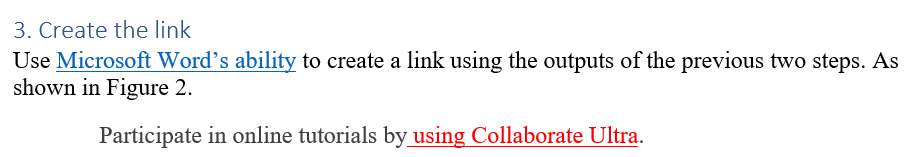 3. Create the link
Use Microsoft Word’s ability to create a link using the outputs of the previous two steps. As
shown in Figure 2.
Participate in online tutorials by using Collaborate Ultra.